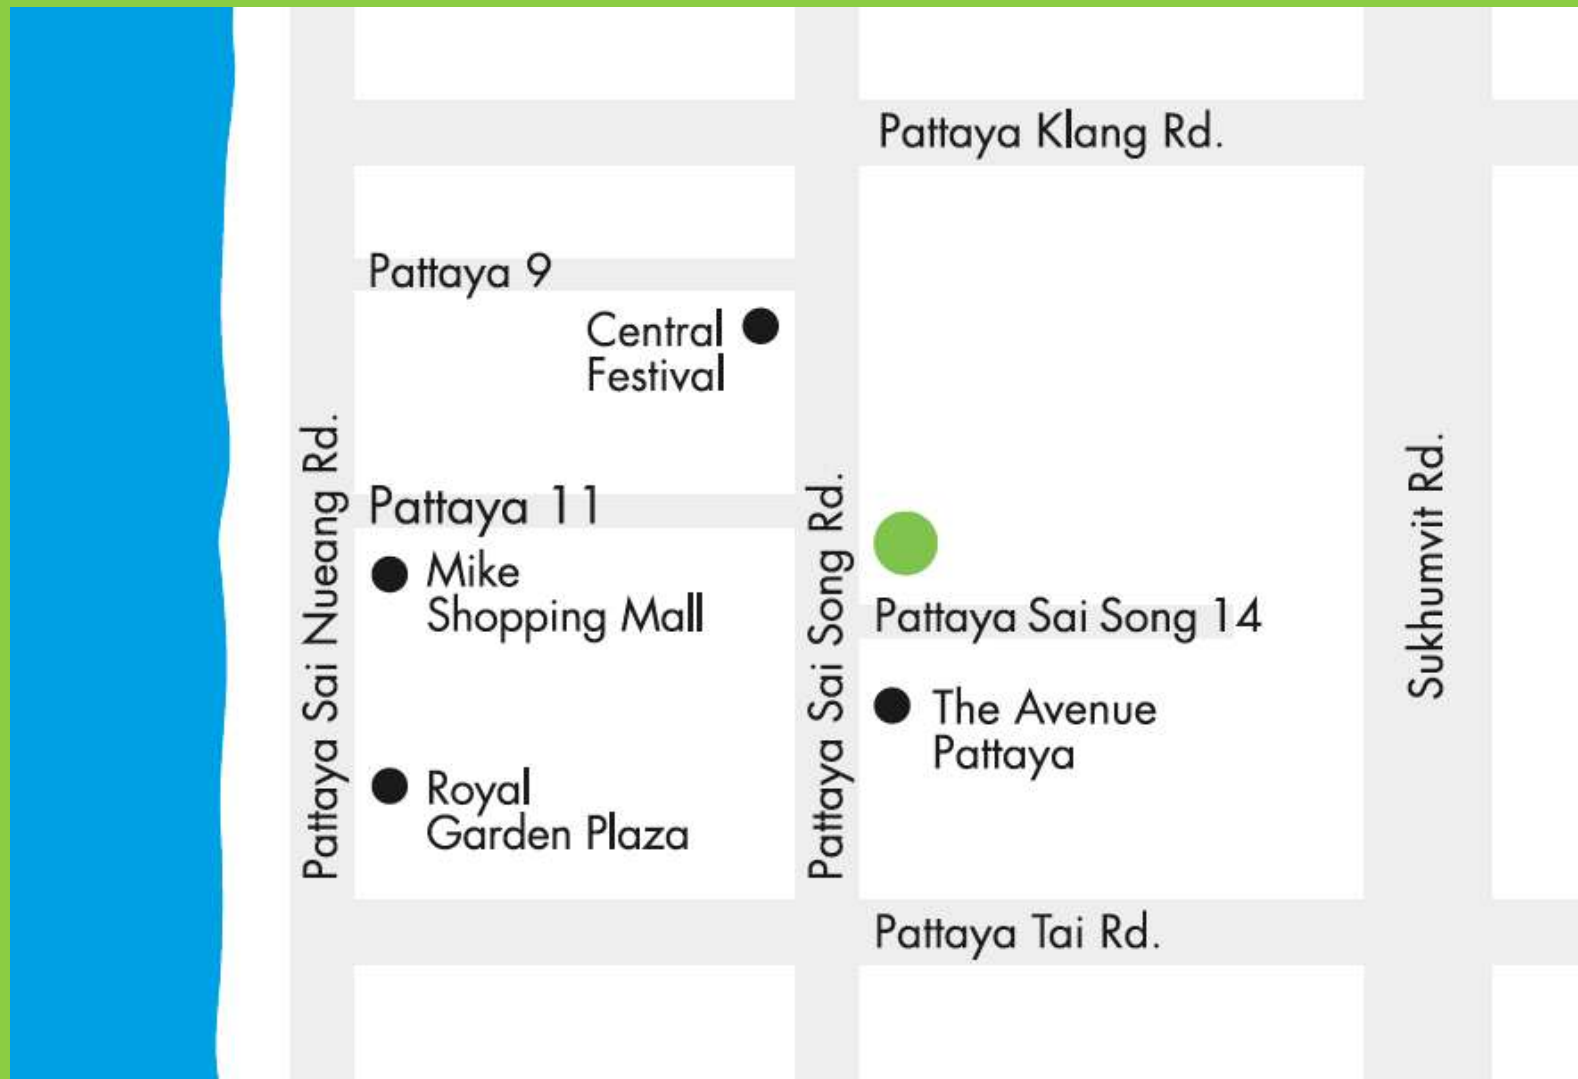 Pattaya Klang Rd.
Pattaya 9
Central
Festival
Pattaya Sai Nueang Rd.
Pattaya 11
Mike
Shopping Mall
Royal
Garden Plaza
Pattaya Sai Song Rd.
Pattaya Sai Song 14
The Avenue
Pattaya
Sukhumvit Rd.
Pattaya Tai Rd.